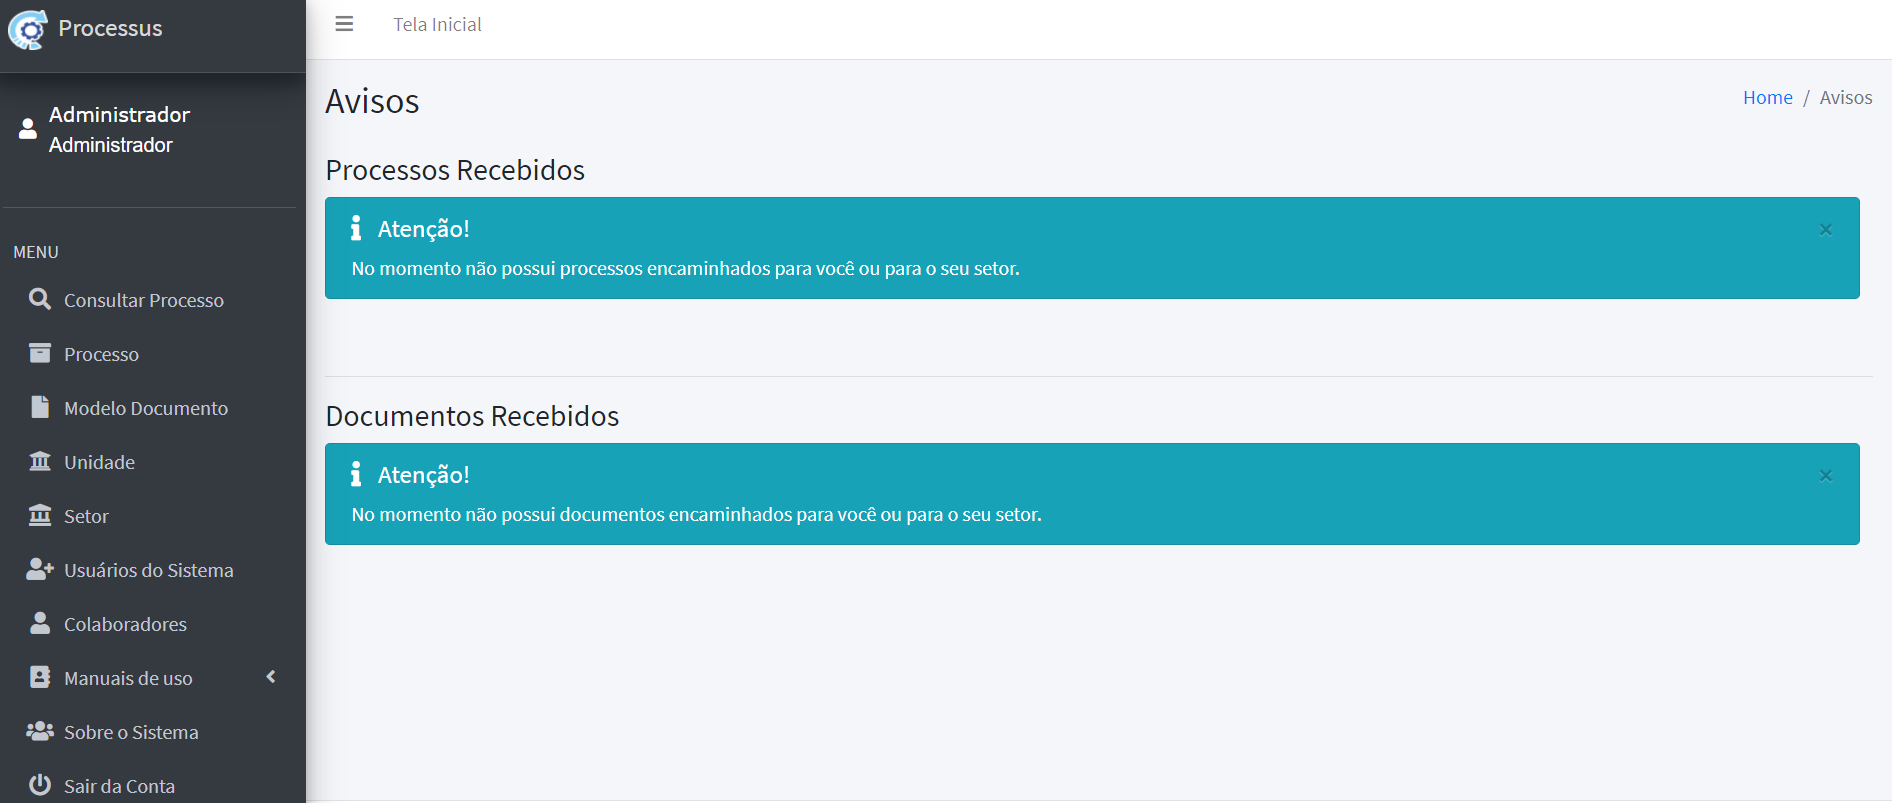 Processus
Tela Inicial
Administrador
Administrador
MENU
Consultar Processo
Processo
Modelo Documento
Unidade
Setor
Usuários do Sistema
Colaboradores
Manuais de uso
Sobre o Sistema
Sair da Conta
Avisos
Home / Avisos
Processos Recebidos
Atenção!
×
No momento não possui processos encaminhados para você ou para o seu setor.
Documentos Recebidos
Atenção!
×
No momento não possui documentos encaminhados para você ou para o seu setor.